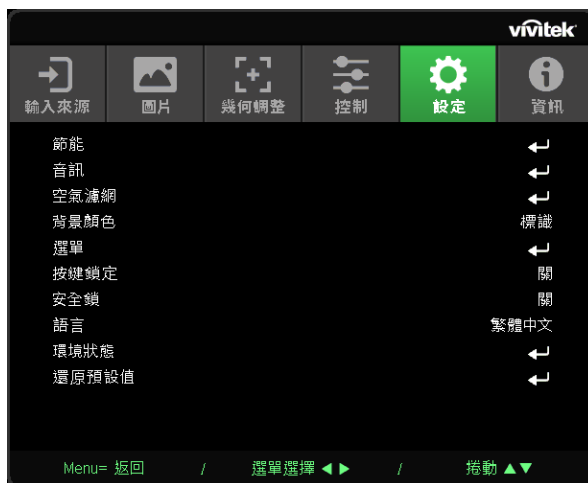 vivitek
輸入來源 圖片 幾何調整 控制 設定 資訊
節能
音訊
空氣濾網
背景顏色 標識
選單
按鍵鎖定 關
安全鎖 關
語言 繁體中文
環境狀態
還原預設值
Menu= 返回 / 選單選擇 ◀ ▶ / 捲動 ▲▼